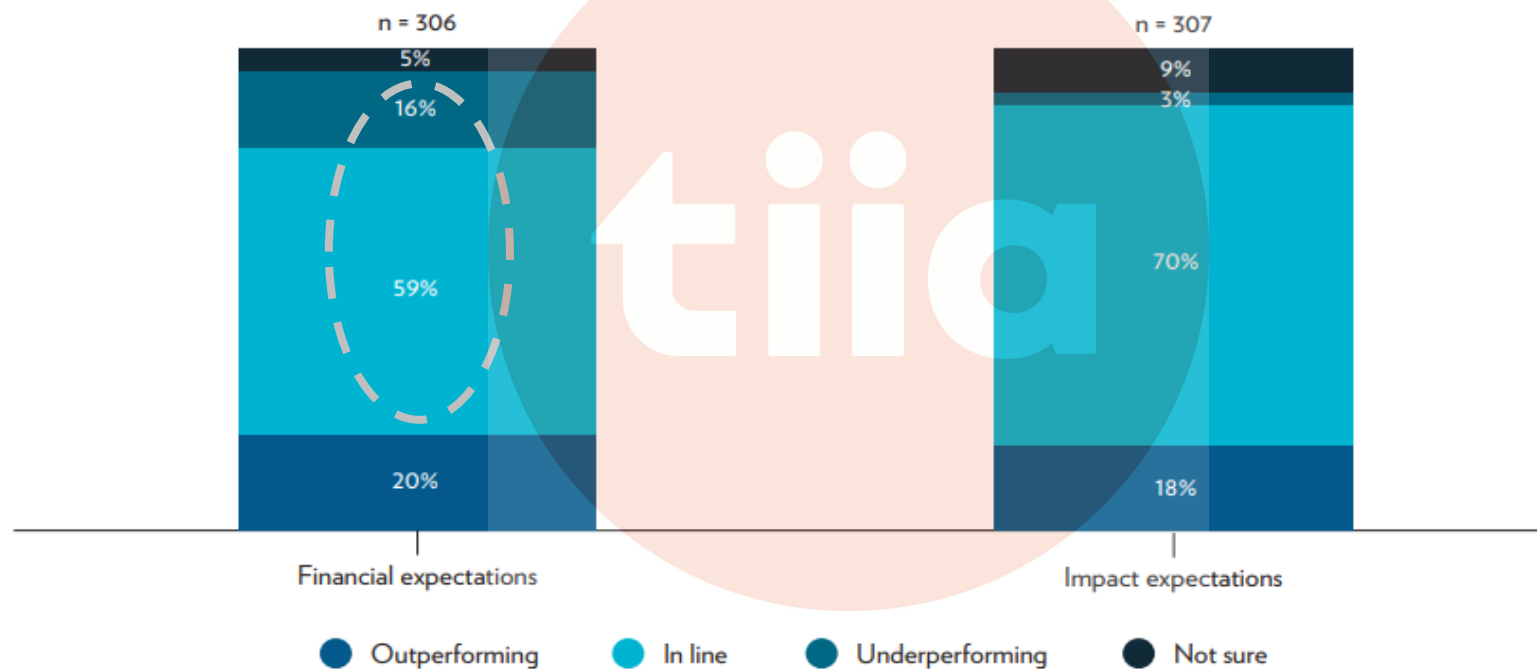 n = 306
n = 307
5%
9%
16%
3%
tiia
59%
70%
20%
18%
Financial expectations
Impact expectations
Outperforming
In line
Underperforming
Not sure